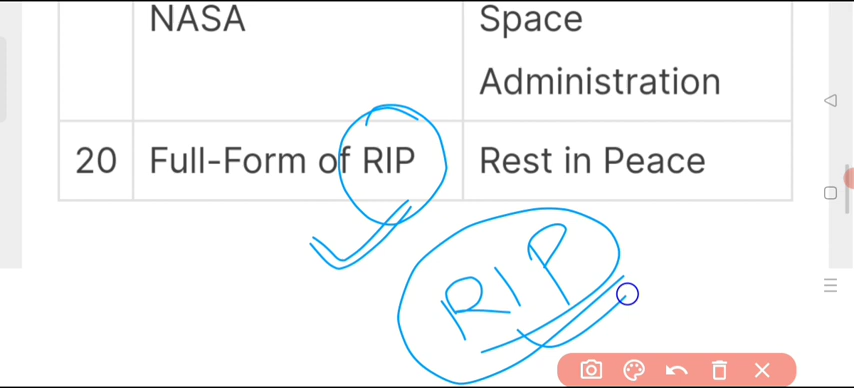 NASA
Space
Administration
20 Full-Form of RIP Rest in Peace
RIP